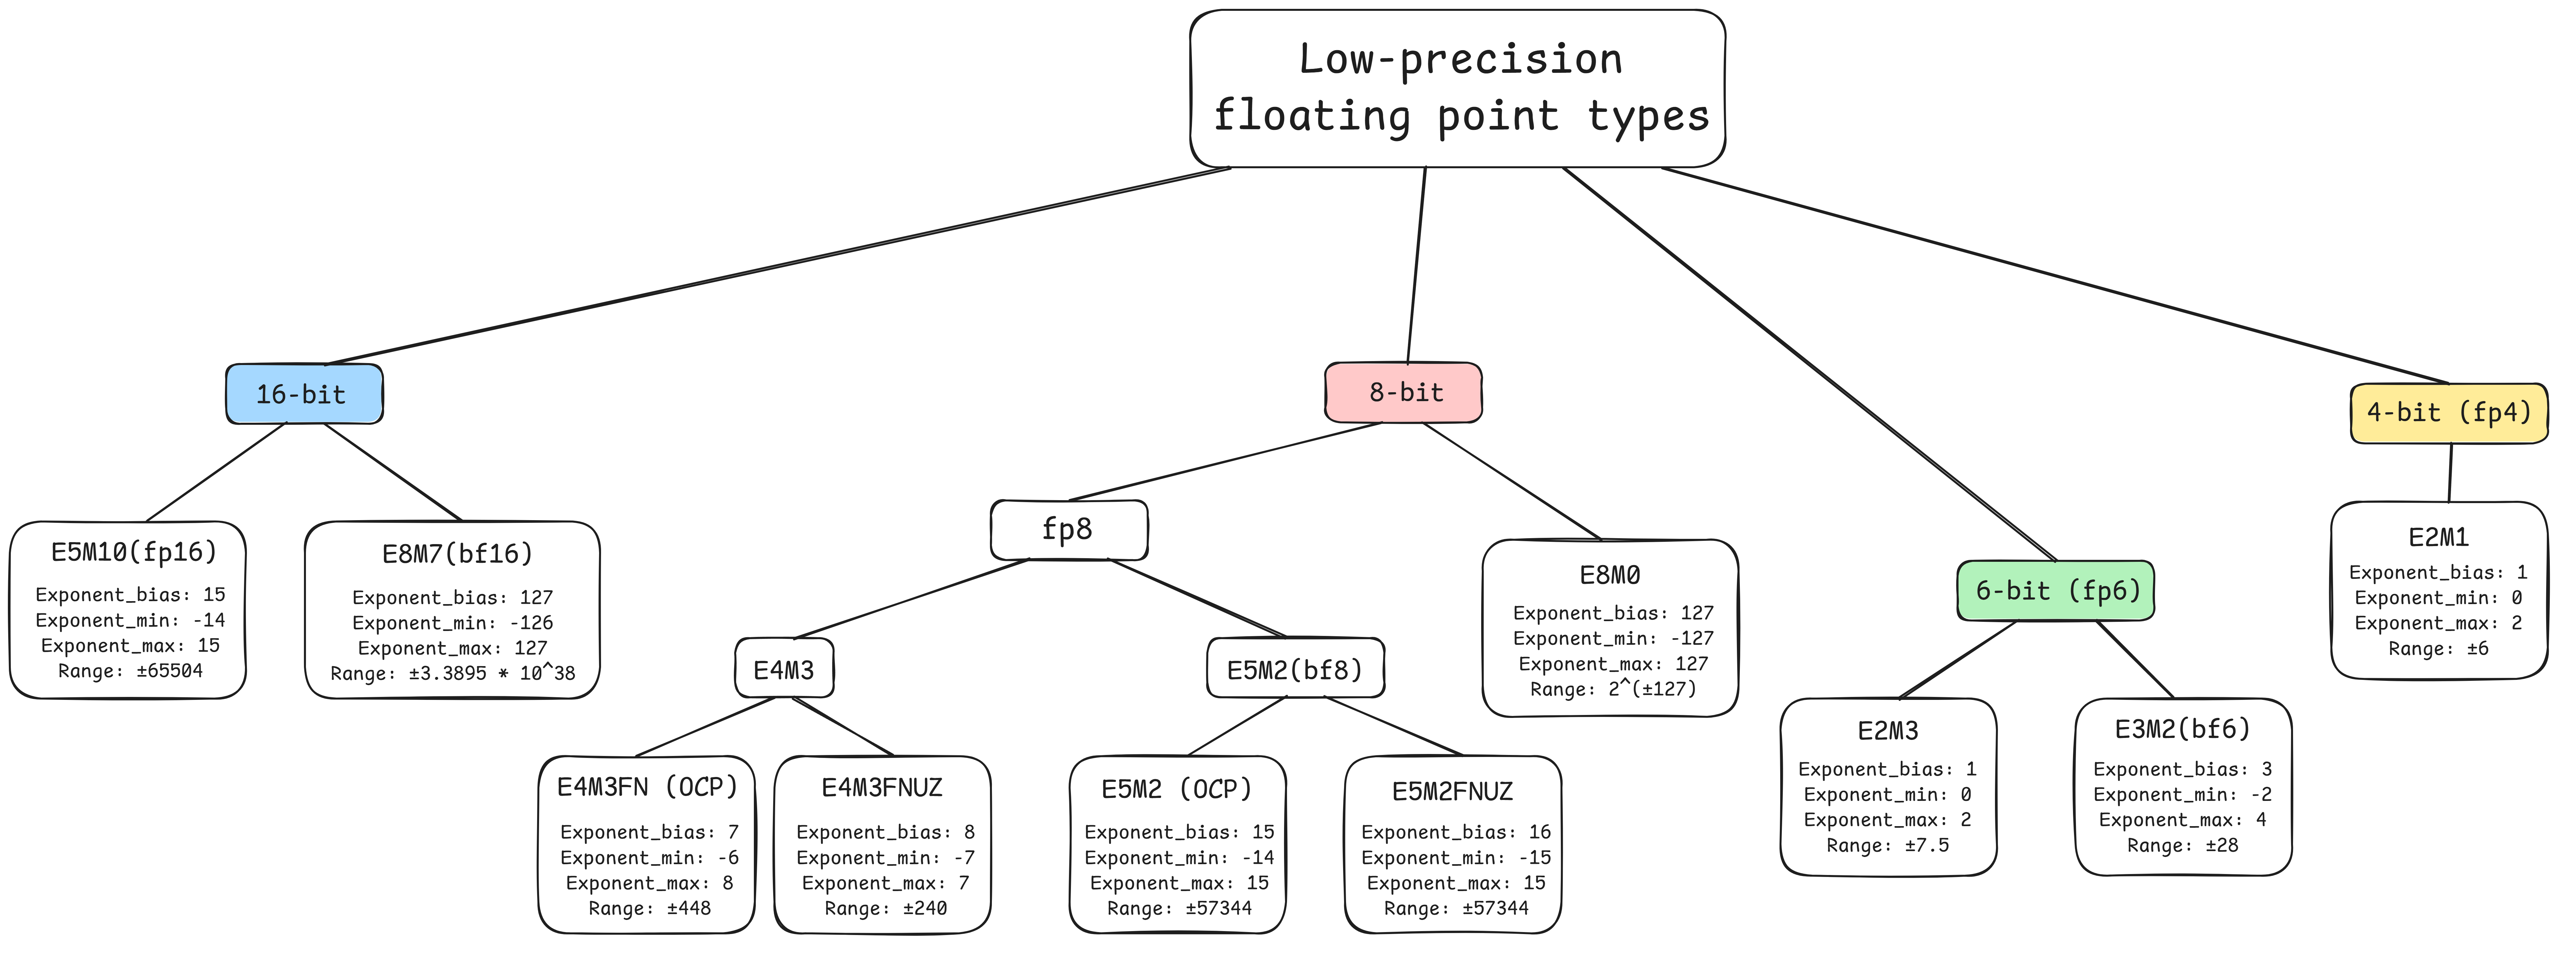 Low-precision
floating point types
16-bit
8-bit
4-bit (fp4)
fp8
6-bit (fp6)
E5M10(fp16)
Exponent_bias: 15
Exponent_min: -14
Exponent_max: 15
Range: ±65504
E8M7(bf16)
Exponent_bias: 127
Exponent_min: -126
Exponent_max: 127
Range: ±3.3895 * 10^38
E4M3
E5M2(bf8)
E8M0
Exponent_bias: 127
Exponent_min: -127
Exponent_max: 127
Range: 2^(±127)
E2M1
Exponent_bias: 1
Exponent_min: 0
Exponent_max: 2
Range: ±6
E4M3FN (OCP)
Exponent_bias: 7
Exponent_min: -6
Exponent_max: 8
Range: ±448
E4M3FNUZ
Exponent_bias: 8
Exponent_min: -7
Exponent_max: 7
Range: ±240
E5M2 (OCP)
Exponent_bias: 15
Exponent_min: -14
Exponent_max: 15
Range: ±57344
E5M2FNUZ
Exponent_bias: 16
Exponent_min: -15
Exponent_max: 15
Range: ±57344
E2M3
Exponent_bias: 1
Exponent_min: 0
Exponent_max: 2
Range: ±7.5
E3M2(bf6)
Exponent_bias: 3
Exponent_min: -2
Exponent_max: 4
Range: ±28